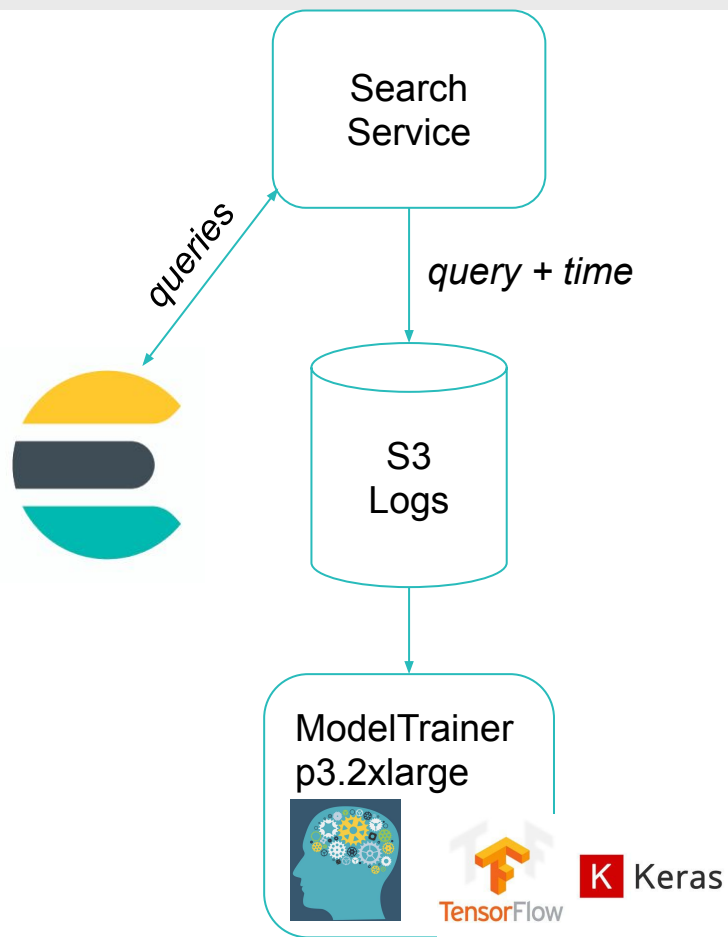 Search
Service
queries
query + time
S3
Logs
ModelTrainer
p3.2xlarge
TensorFlow
K Keras